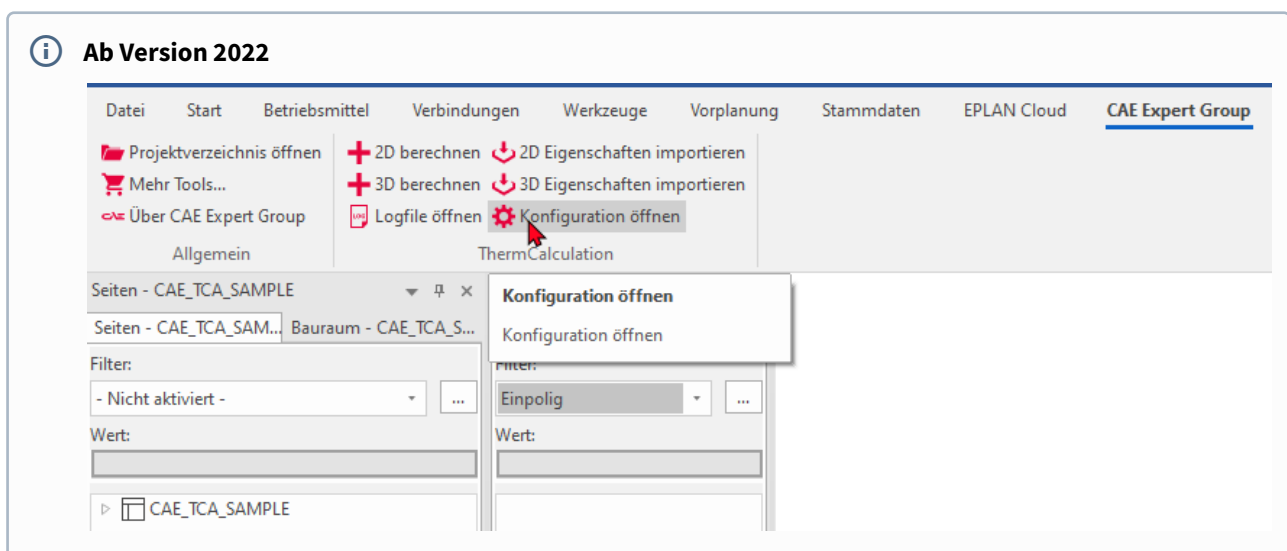 Ab Version 2022
Datei Start Betriebsmittel Verbindungen Werkzeuge Vorplanung Stammdaten EPLAN Cloud CAE Expert Group
Projektverzeichnis öffnen 2D berechnen 2D Eigenschaften importieren
Mehr Tools... 3D berechnen 3D Eigenschaften importieren
CAE Über CAE Expert Group LOG Logfile öffnen Konfiguration öffnen
Allgemein ThermCalculation
Seiten - CAE_TCA_SAMPLE Konfiguration öffnen
Seiten - CAE_TCA_SAM... Bauraum - CAE_TCA_S... Konfiguration öffnen
Filter: Filter:
- Nicht aktiviert - ... Einpolig ...
Wert: Wert:
CAE_TCA_SAMPLE